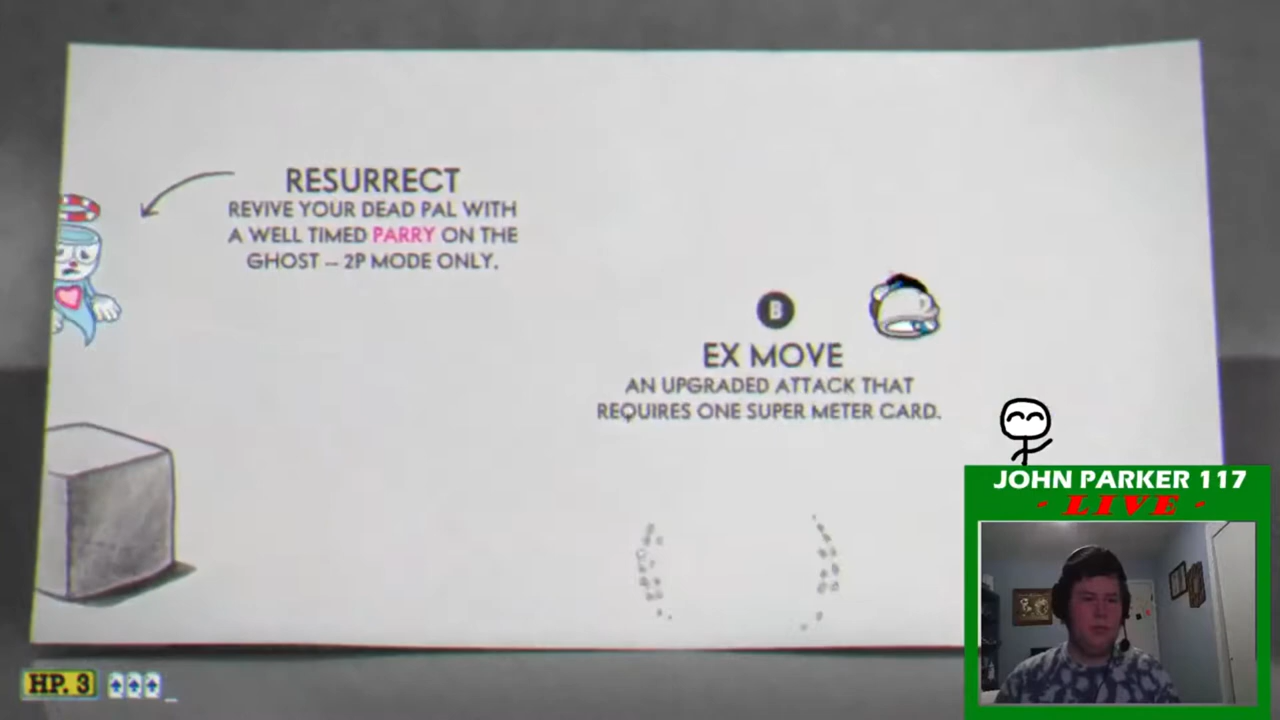 RESURRECT
REVIVE YOUR DEAD PAL WITH
A WELL TIMED PARRY ON THE
GHOST – 2P MODE ONLY.
B
EX MOVE
AN UPGRADED ATTACK THAT
REQUIRES ONE SUPER METER CARD.
JOHN PARKER 117
- LIVE -
HP. 3